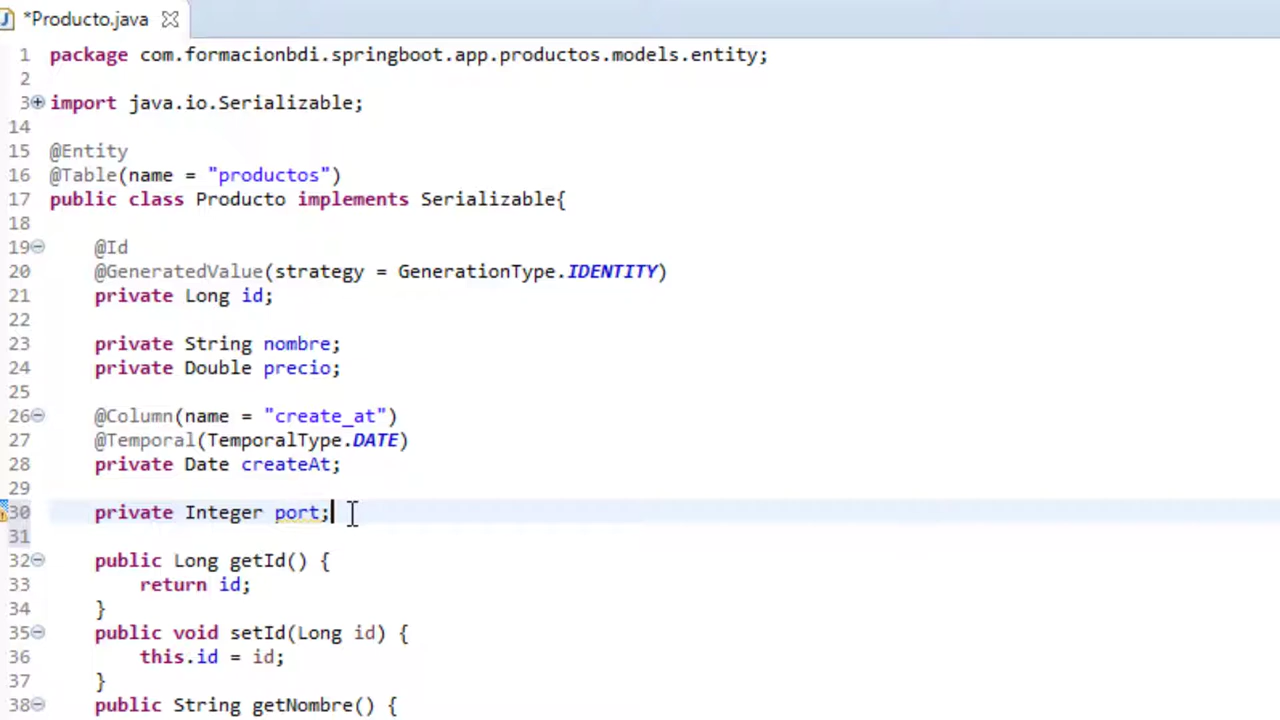 *Producto.java
1 package com.formacionbdi.springboot.app.productos.models.entity;
2
3 import java.io.Serializable;
14
15 @Entity
16 @Table(name = "productos")
17 public class Producto implements Serializable{
18
19 @Id
20 @GeneratedValue(strategy = GenerationType.IDENTITY)
21 private Long id;
22
23 private String nombre;
24 private Double precio;
25
26 @Column(name = "create_at")
27 @Temporal(TemporalType.DATE)
28 private Date createAt;
29
30 private Integer port;
31
32 public Long getId() {
33 return id;
34 }
35 public void setId(Long id) {
36 this.id = id;
37 }
38 public String getNombre() {